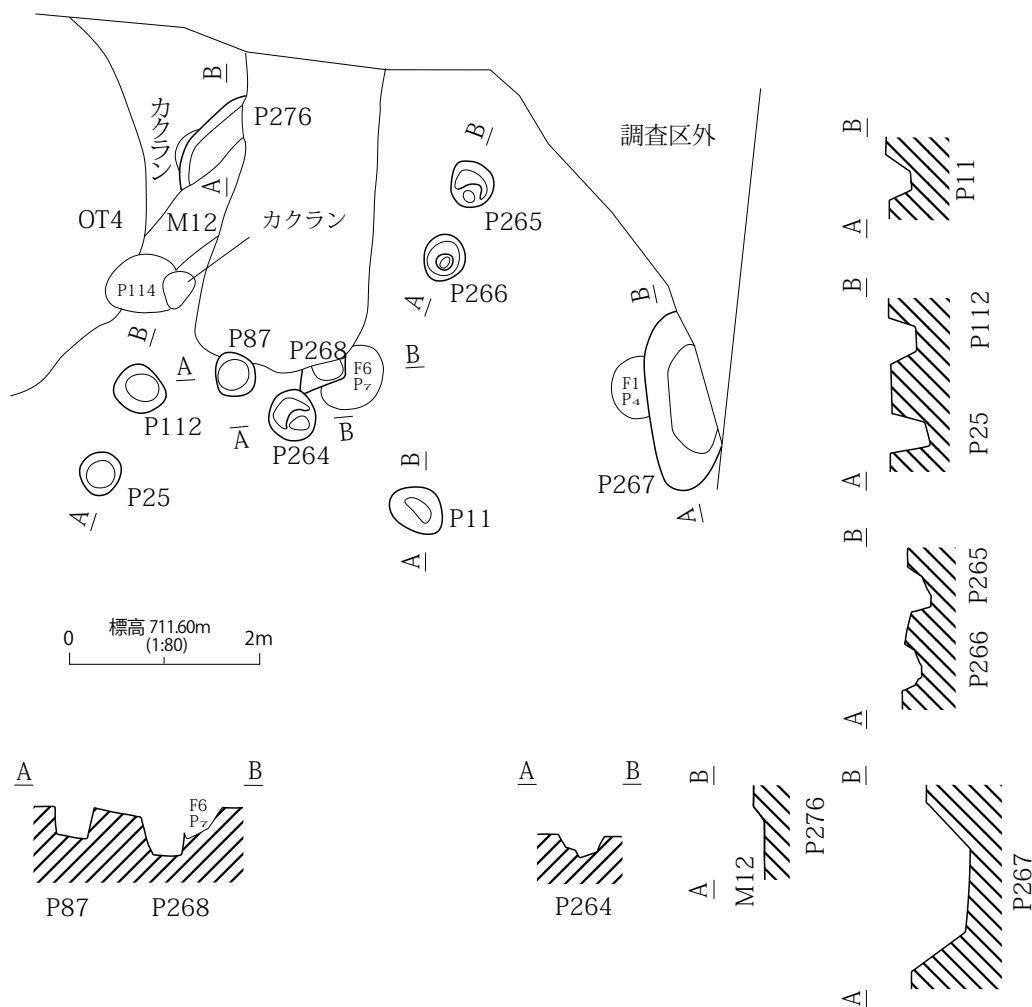 B
カクラン
P276
A
OT4
M12
カクラン
P114
B
P265
P266
A
調査区外
B
F1
P4
P267
A
B
A
P87
P268
F6
P7
B
P112
A
P264
B
P25
A
B
P11
A
0 標高 711.60m 2m
(1:80)
B
P11
A
B
P112
P25
A
B
P265
P266
A
A B
F6
P7
P87 P268
A B
P264
B
P276
M12
A
B
P267
A